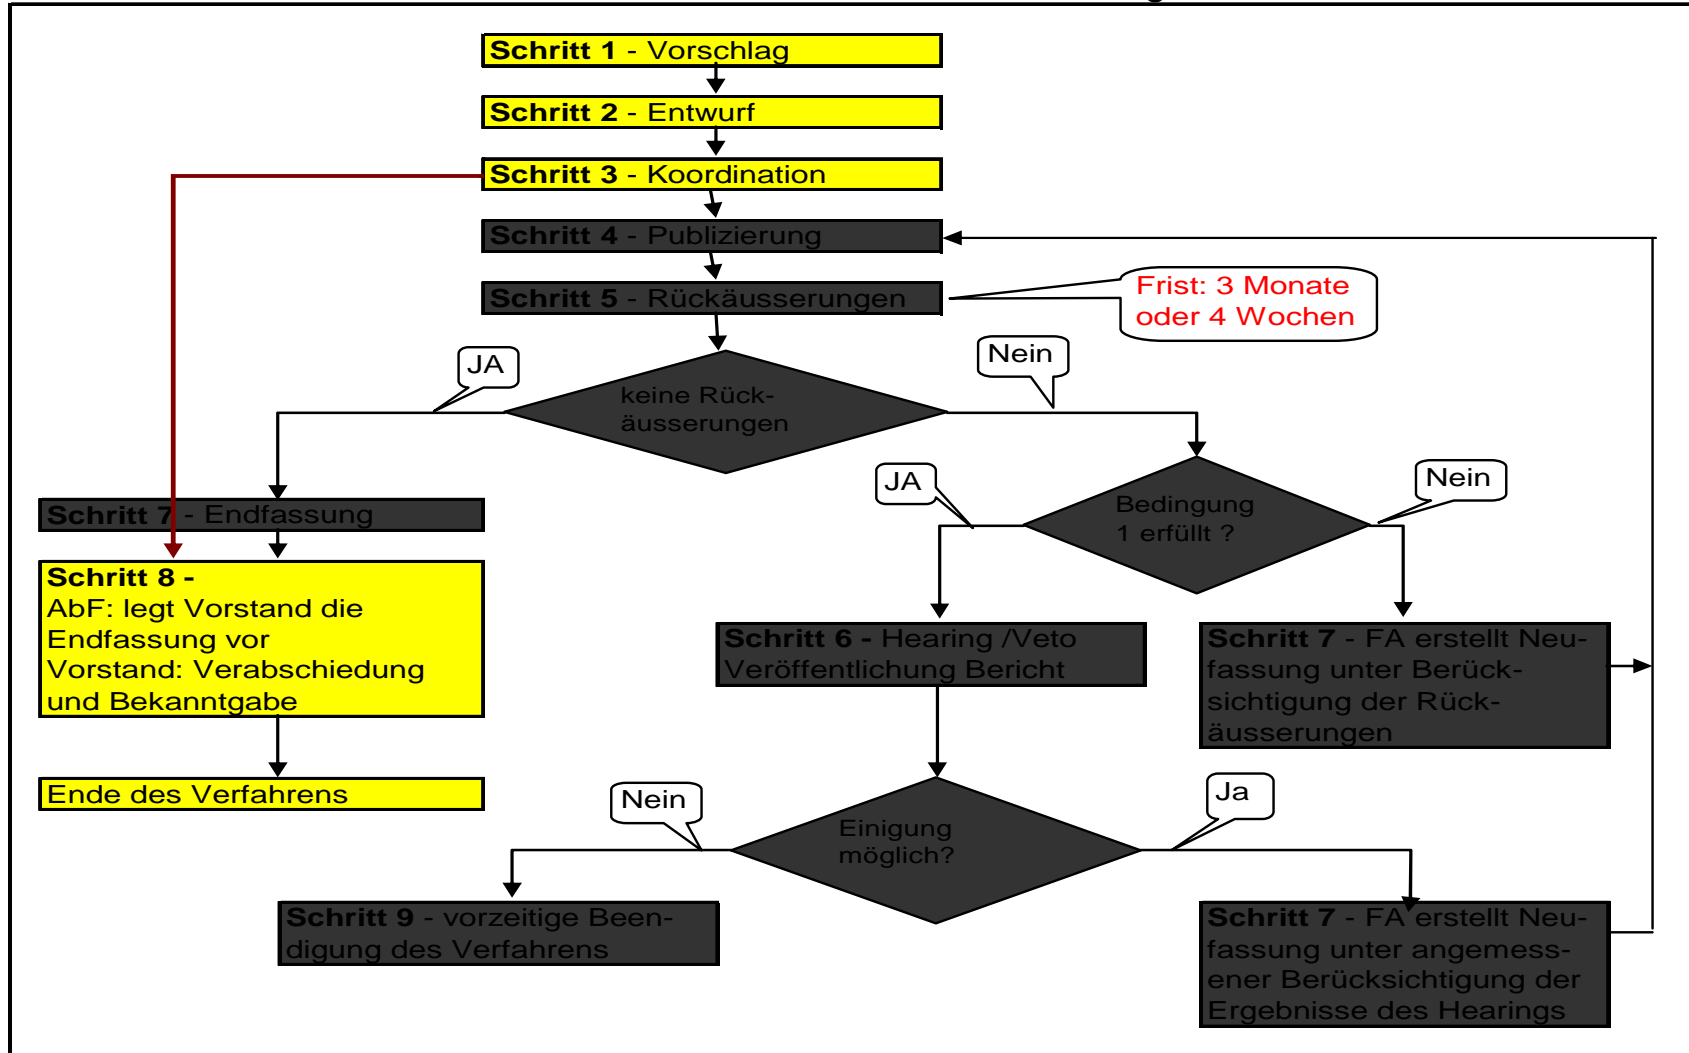 Schritt 1 - Vorschlag
Schritt 2 - Entwurf
Schritt 3 - Koordination
Schritt 4 - Publizierung
Schritt 5 - Rückäusserungen
Frist: 3 Monate
oder 4 Wochen
JA
Nein
keine Rück-
äusserungen
JA
Nein
Bedingung
1 erfüllt ?
Schritt 7 - Endfassung
Schritt 8 -
AbF: legt Vorstand die
Endfassung vor
Vorstand: Verabschiedung
und Bekanntgabe
Schritt 6 - Hearing /Veto
Veröffentlichung Bericht
Schritt 7 - FA erstellt Neu-
fassung unter Berück-
sichtigung der Rück-
äusserungen
Ende des Verfahrens
Nein
Ja
Einigung
möglich?
Schritt 9 - vorzeitige Been-
digung des Verfahrens
Schritt 7 - FA erstellt Neu-
fassung unter angemess-
ener Berücksichtigung der
Ergebnisse des Hearings